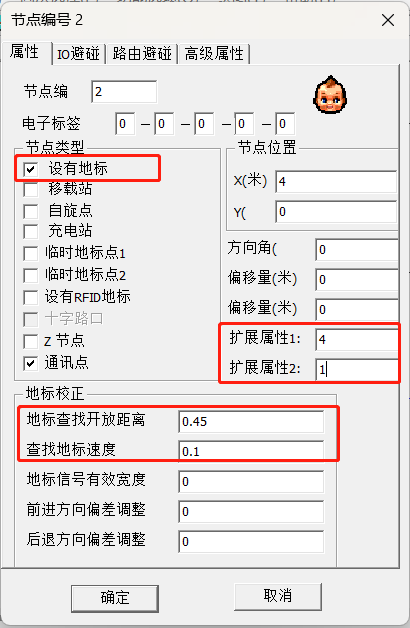 节点编号 2
属性 IO避碰 路由避碰 高级属性
节点编 2
电子标签 0 – 0 – 0 – 0 – 0
节点类型
设有地标
移载站
自旋点
充电站
临时地标点1
临时地标点2
设有RFID地标
十字路口
Z 节点
通讯点
节点位置
X(米) 4
Y( 0
方向角( 0
偏移量(米) 0
偏移量(米) 0
扩展属性1: 4
扩展属性2: 1
地标校正
地标查找开放距离 0.45
查找地标速度 0.1
地标信号有效宽度 0
前进方向偏差调整 0
后退方向偏差调整 0
确定 取消